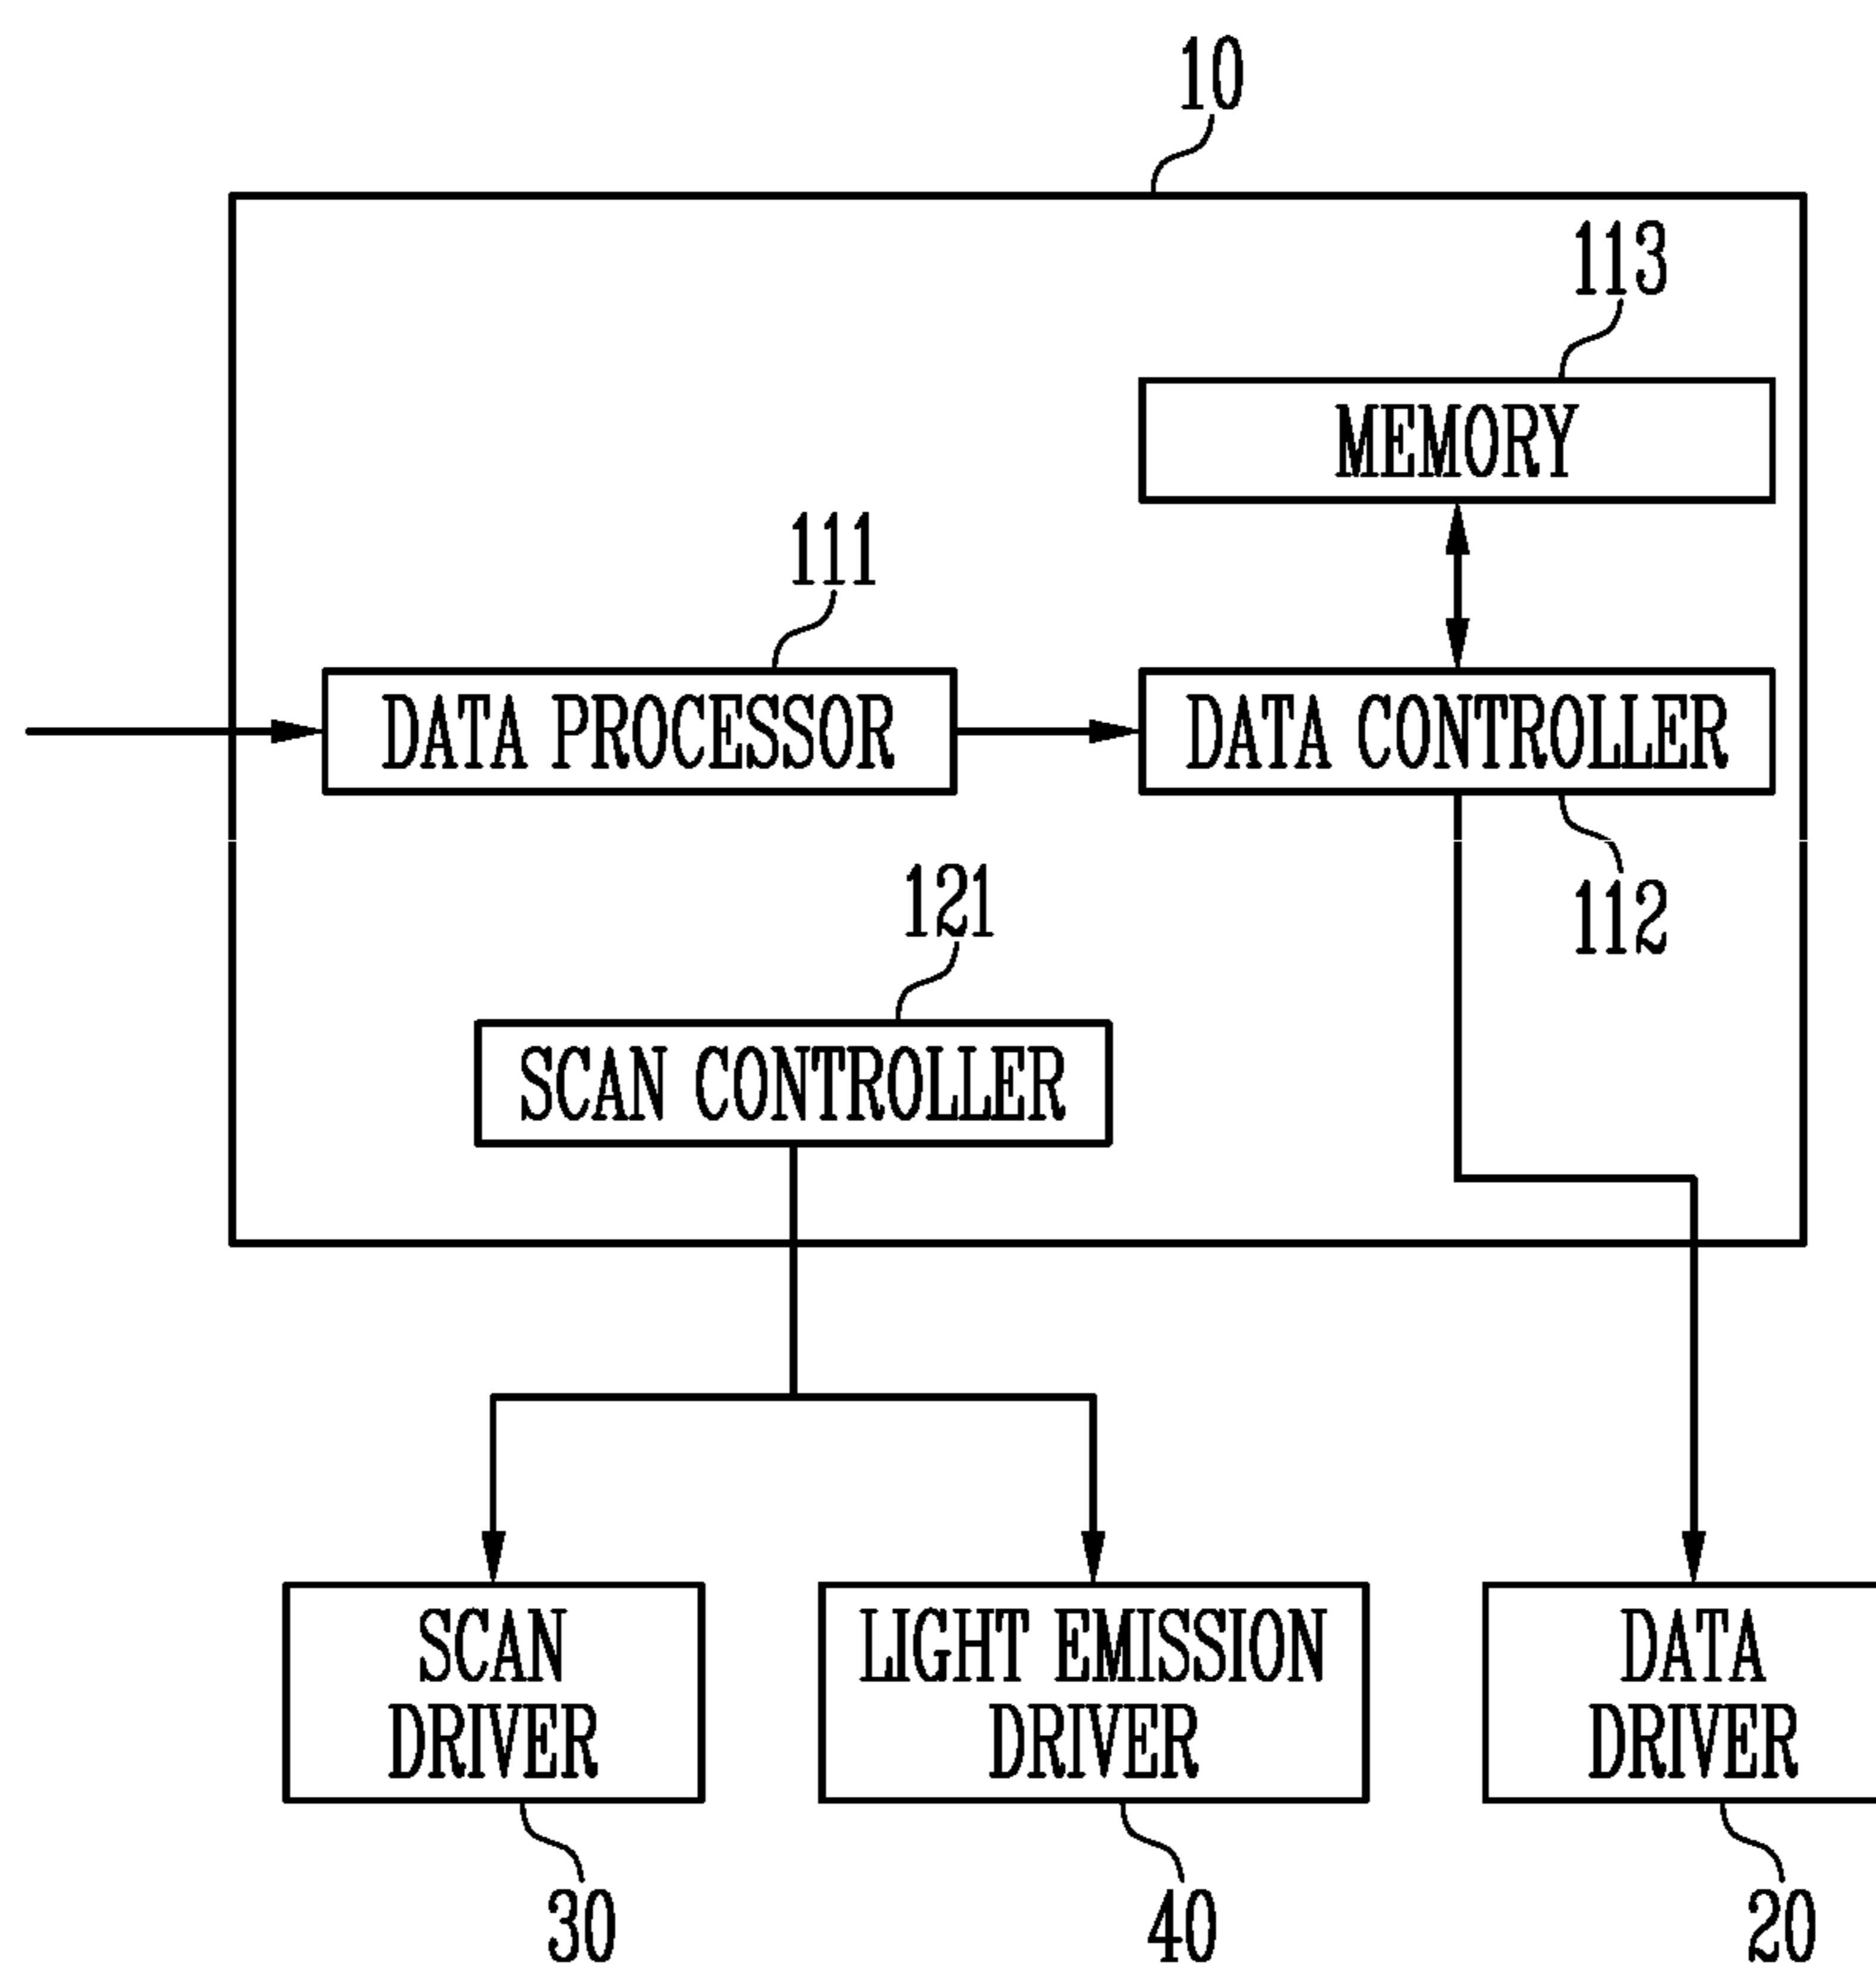 10
113
MEMORY
111
DATA PROCESSOR
DATA CONTROLLER
121
112
SCAN CONTROLLER
SCAN
DRIVER
LIGHT EMISSION
DRIVER
DATA
DRIVER
30
40
20